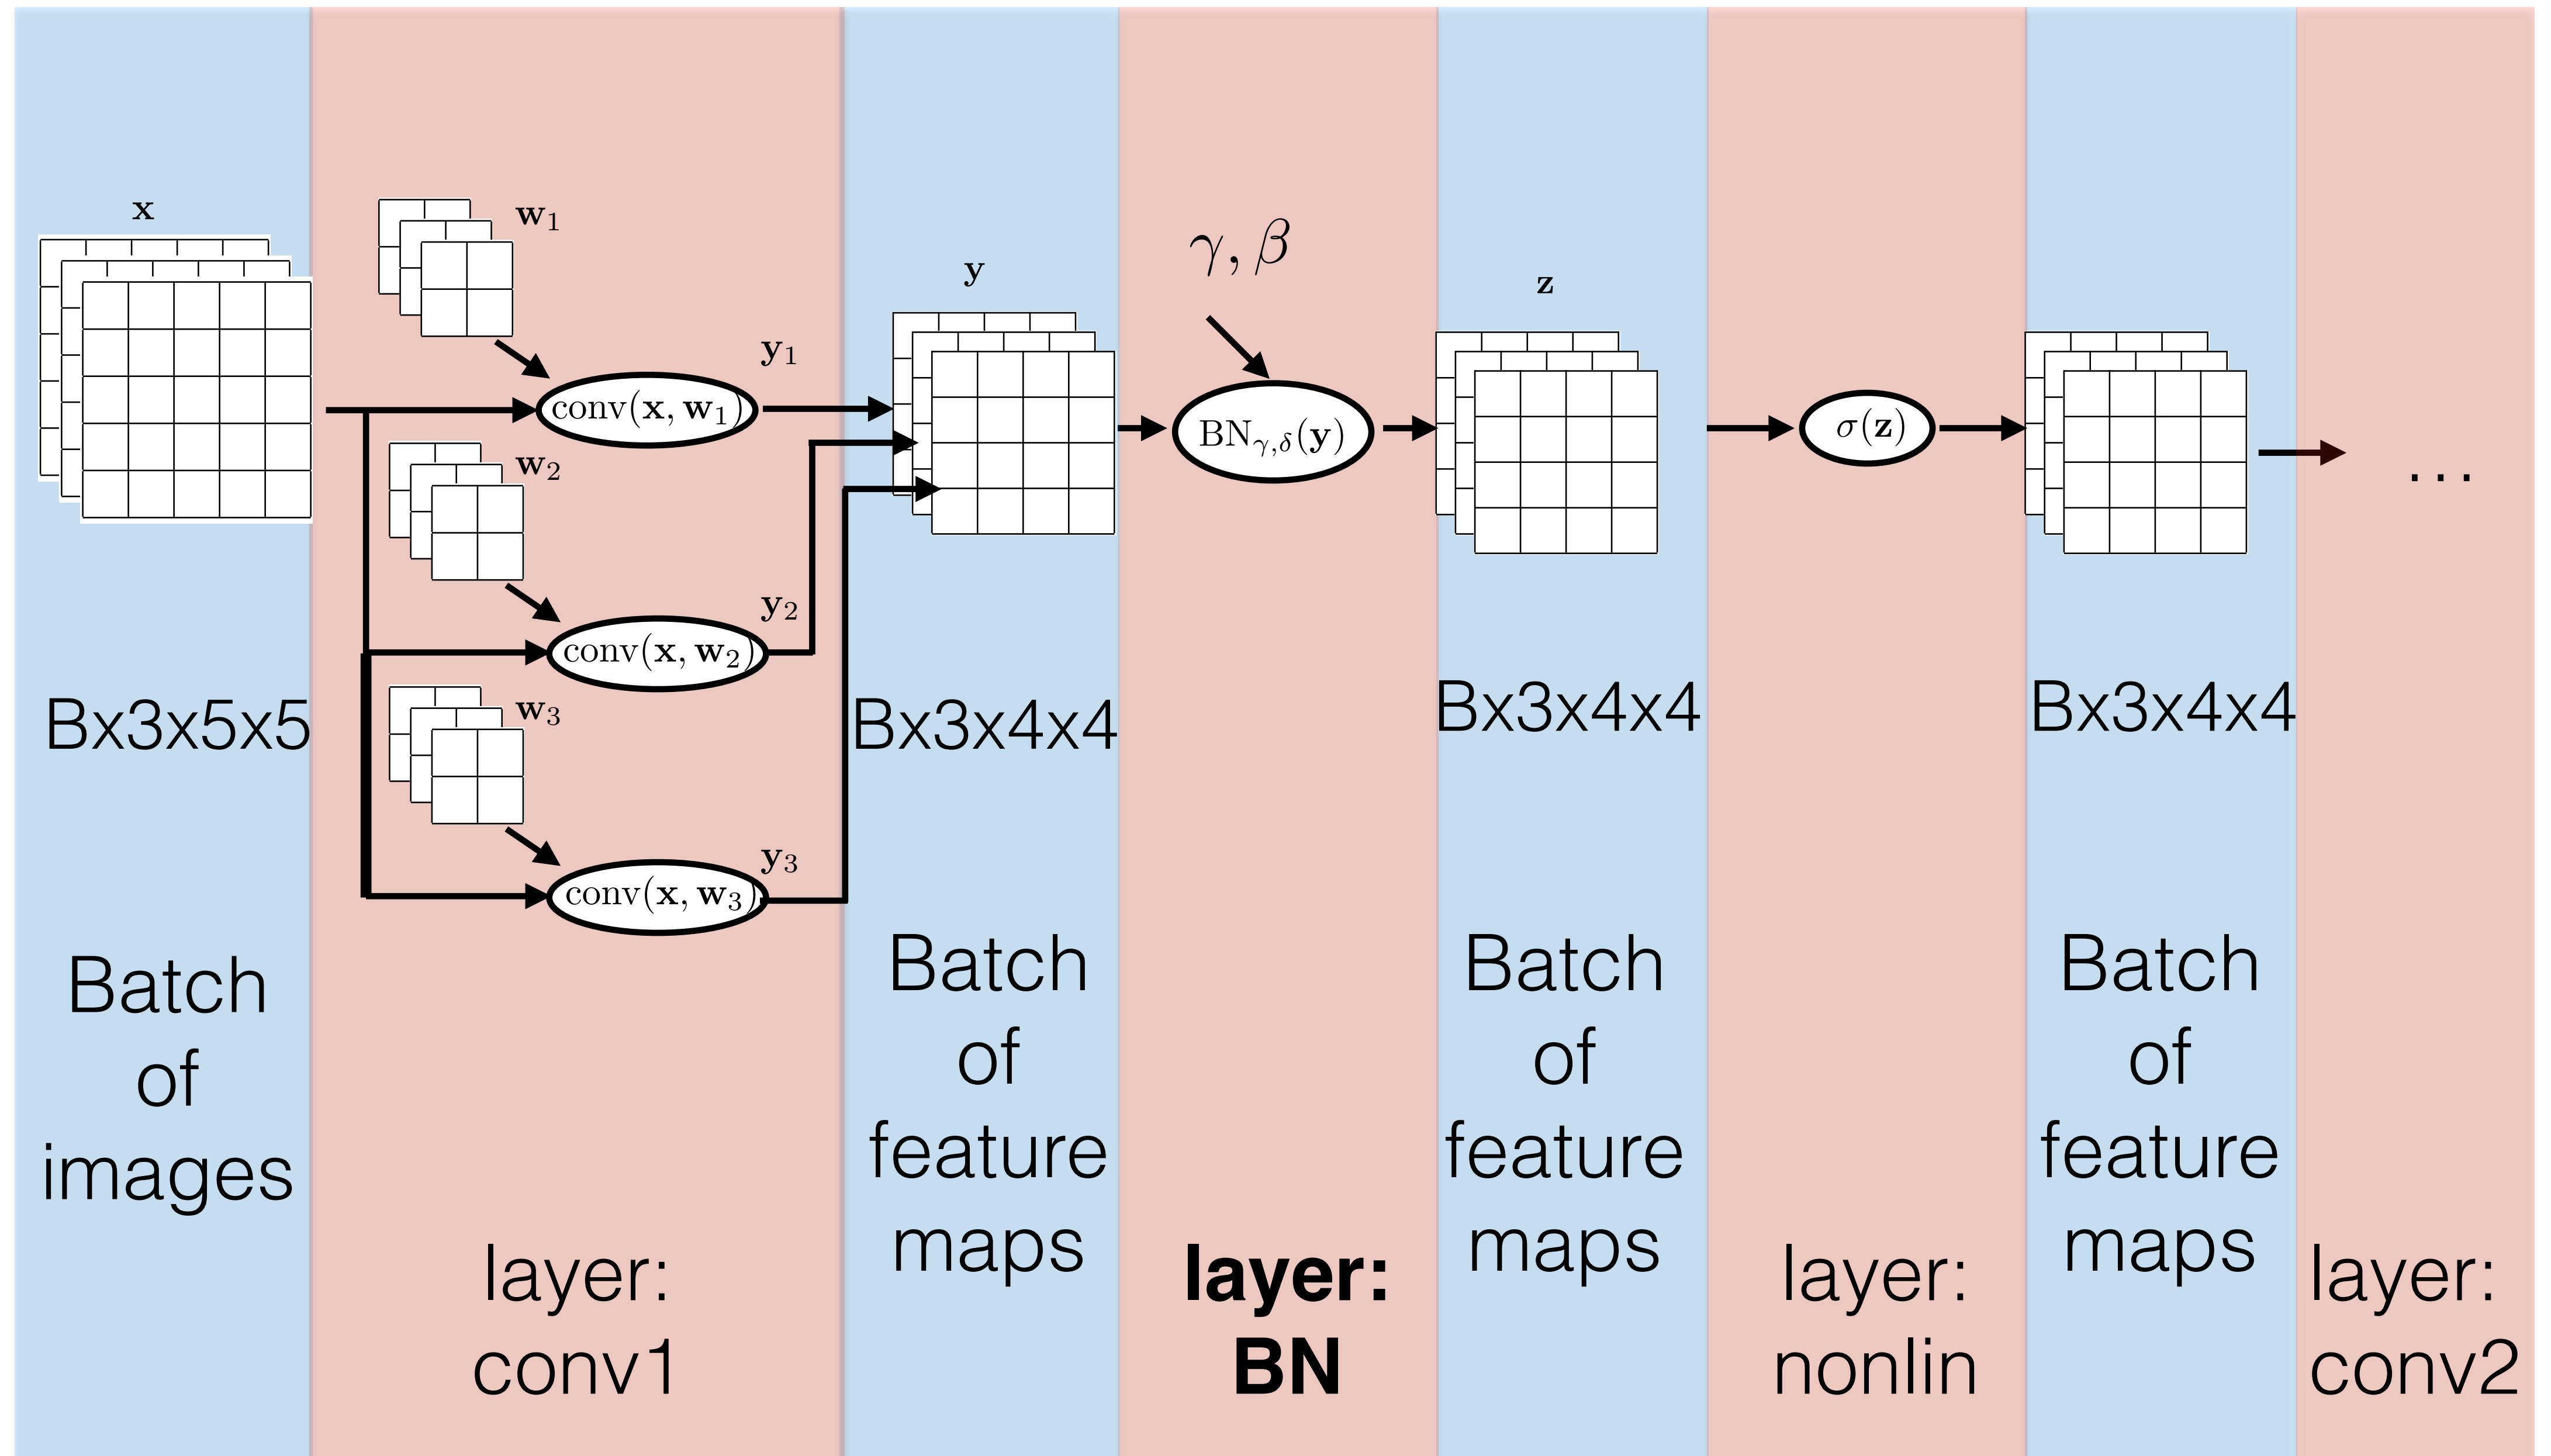 x
w₁
y₁
conv(x, w₁)
w₂
y₂
conv(x, w₂)
w₃
y₃
conv(x, w₃)
Bx3x5x5
Batch
of
images
layer:
conv1
y
Bx3x4x4
Batch
of
feature
maps
γ, β
BN_γ,δ(y)
layer:
BN
z
Bx3x4x4
Batch
of
feature
maps
σ(z)
layer:
nonlin
Bx3x4x4
Batch
of
feature
maps
...
layer:
conv2